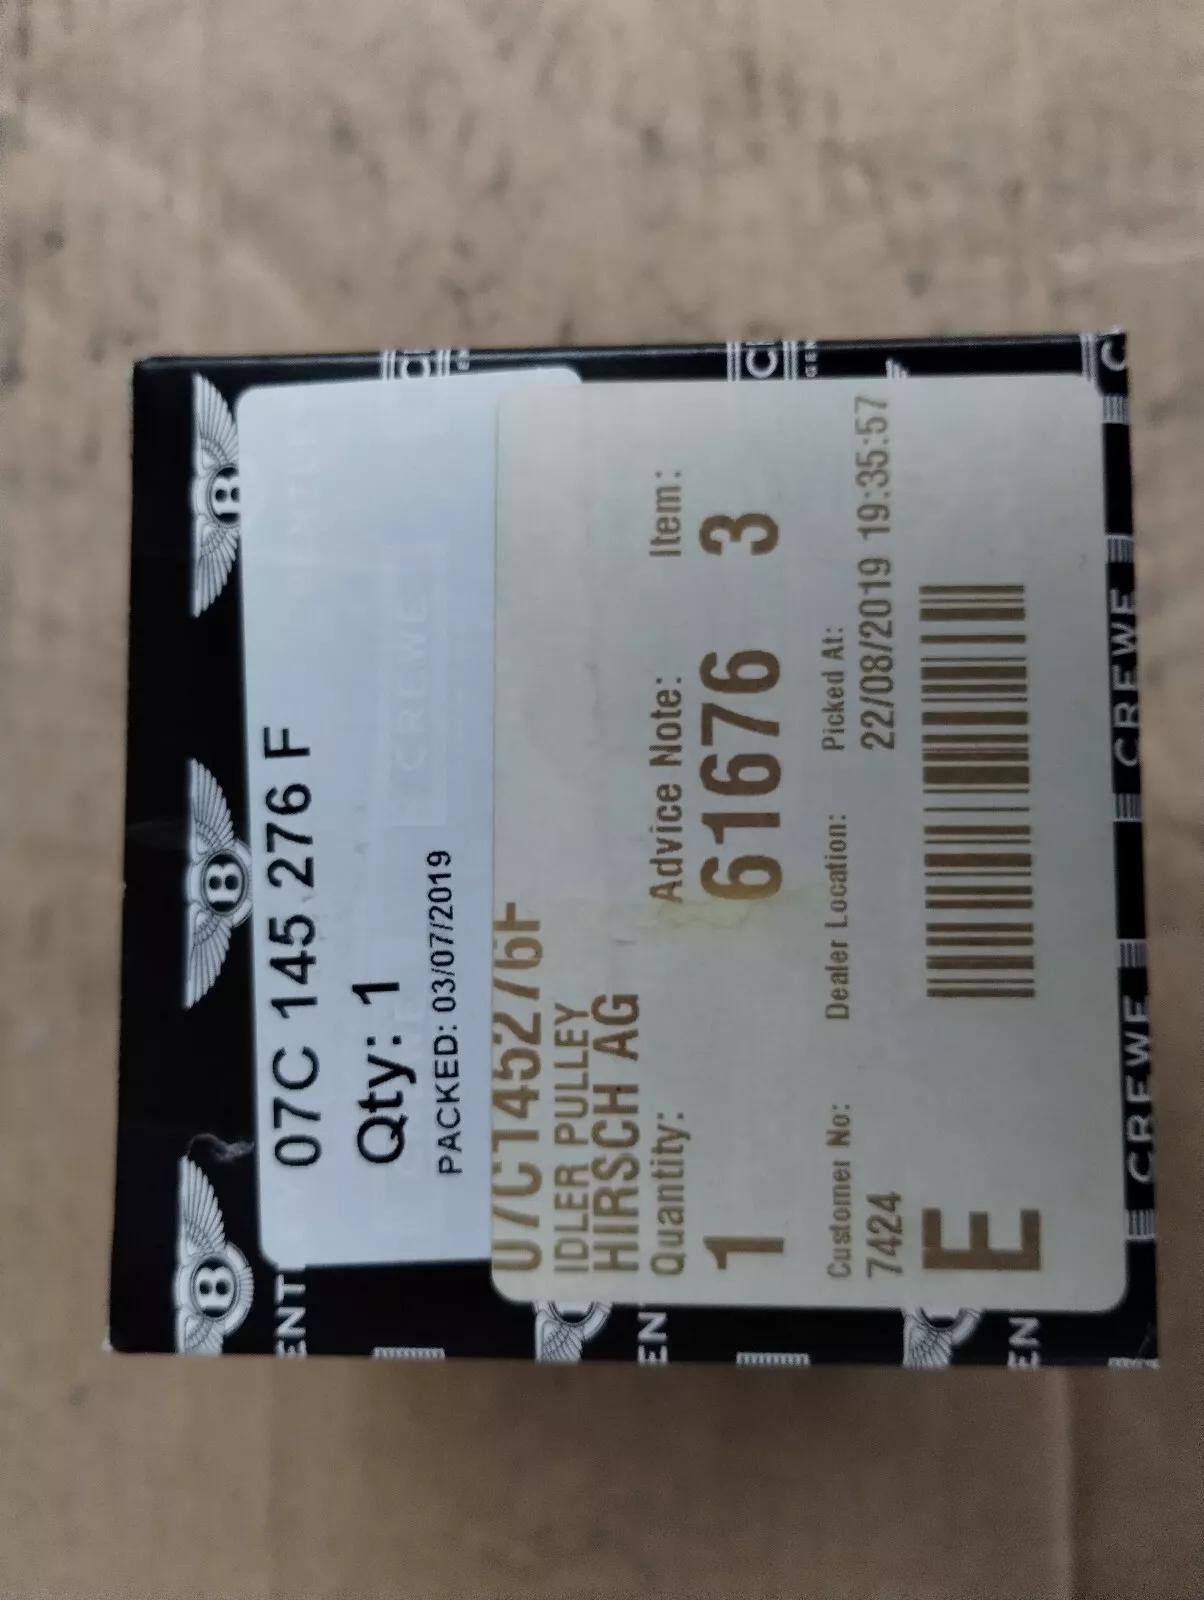 07C 145 276 F
Qty: 1
PACKED: 03/07/2019
CREWE
07C145276F
IDLER PULLEY
HIRSCH AG
Quantity: Advice Note: Item:
1 61676 3
Customer No: Dealer Location: Picked At:
7424 22/08/2019 19:35:57
E
CREWE CREWE